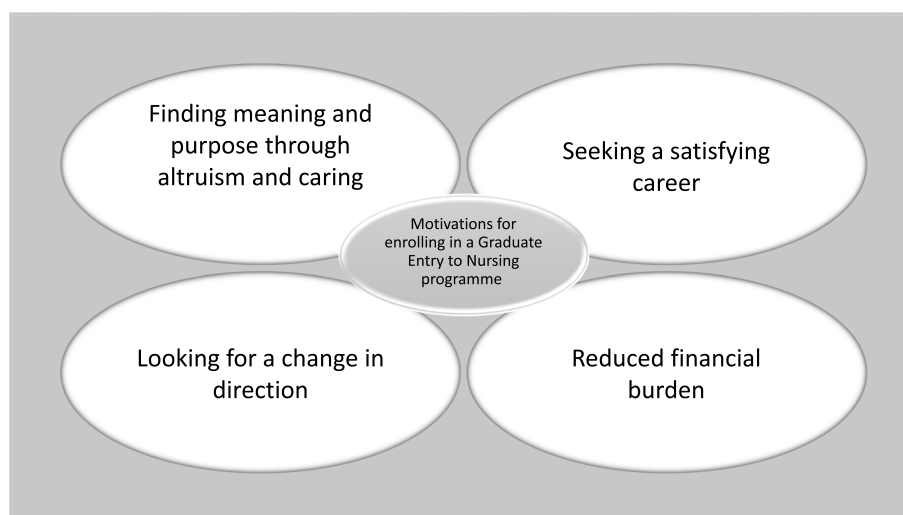 Finding meaning and
purpose through
altruism and caring
Seeking a satisfying
career
Motivations for
enrolling in a Graduate
Entry to Nursing
programme
Looking for a change in
direction
Reduced financial
burden